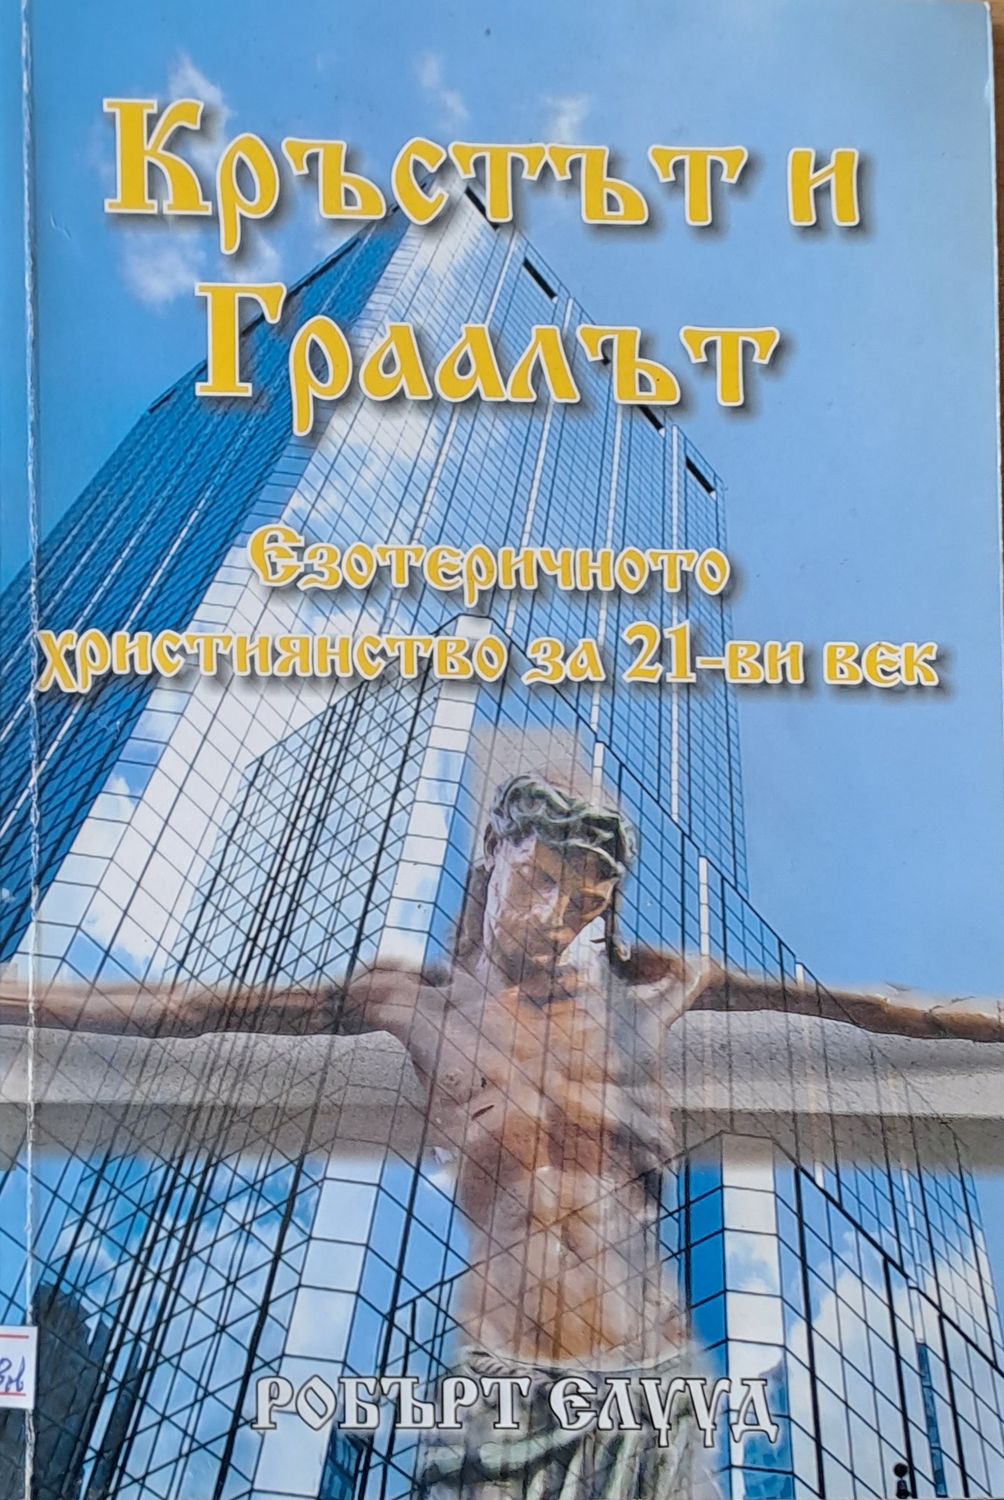 Кръстът и
Граалът
Езотеричното
християнство за 21-ви век
РОБЪРТ ЕЛУУД